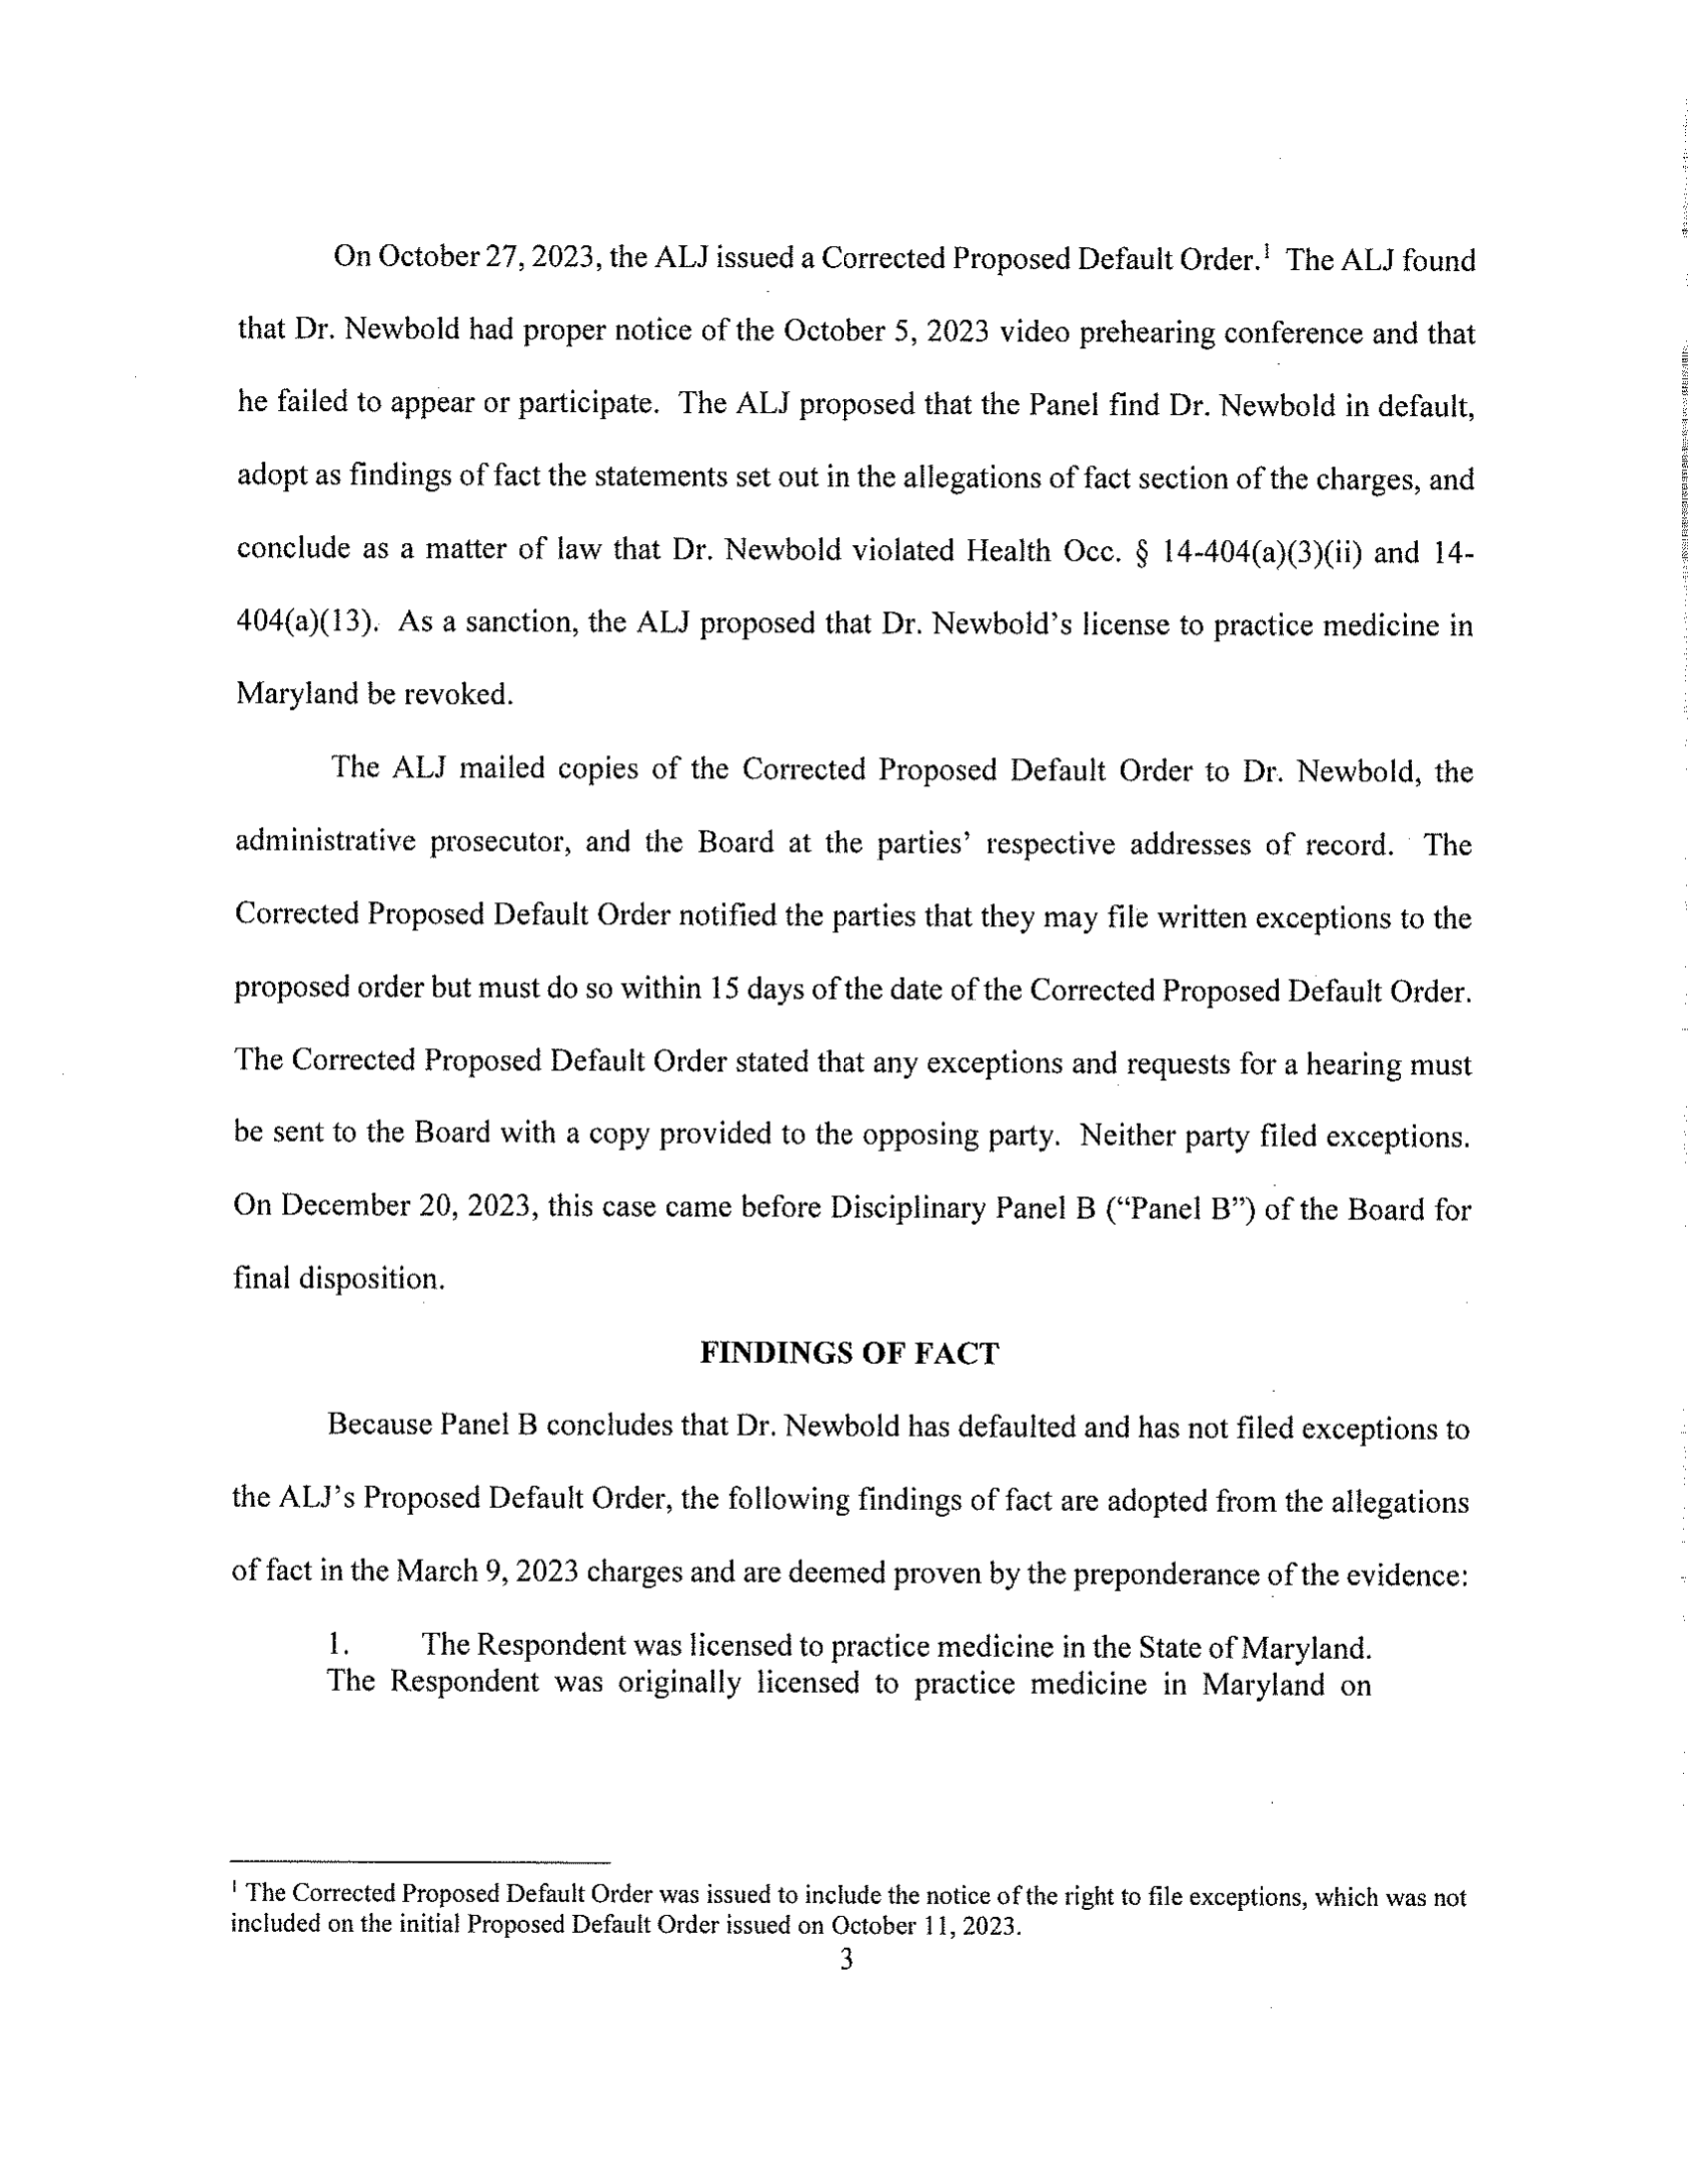 On October 27, 2023, the ALJ issued a Corrected Proposed Default Order.¹ The ALJ found
that Dr. Newbold had proper notice of the October 5, 2023 video prehearing conference and that
he failed to appear or participate. The ALJ proposed that the Panel find Dr. Newbold in default,
adopt as findings of fact the statements set out in the allegations of fact section of the charges, and
conclude as a matter of law that Dr. Newbold violated Health Occ. § 14-404(a)(3)(ii) and 14-
404(a)(13). As a sanction, the ALJ proposed that Dr. Newbold’s license to practice medicine in
Maryland be revoked.
The ALJ mailed copies of the Corrected Proposed Default Order to Dr. Newbold, the
administrative prosecutor, and the Board at the parties’ respective addresses of record. The
Corrected Proposed Default Order notified the parties that they may file written exceptions to the
proposed order but must do so within 15 days of the date of the Corrected Proposed Default Order.
The Corrected Proposed Default Order stated that any exceptions and requests for a hearing must
be sent to the Board with a copy provided to the opposing party. Neither party filed exceptions.
On December 20, 2023, this case came before Disciplinary Panel B (“Panel B”) of the Board for
final disposition.
FINDINGS OF FACT
Because Panel B concludes that Dr. Newbold has defaulted and has not filed exceptions to
the ALJ’s Proposed Default Order, the following findings of fact are adopted from the allegations
of fact in the March 9, 2023 charges and are deemed proven by the preponderance of the evidence:
1. The Respondent was licensed to practice medicine in the State of Maryland.
The Respondent was originally licensed to practice medicine in Maryland on
¹ The Corrected Proposed Default Order was issued to include the notice of the right to file exceptions, which was not
included on the initial Proposed Default Order issued on October 11, 2023.
3